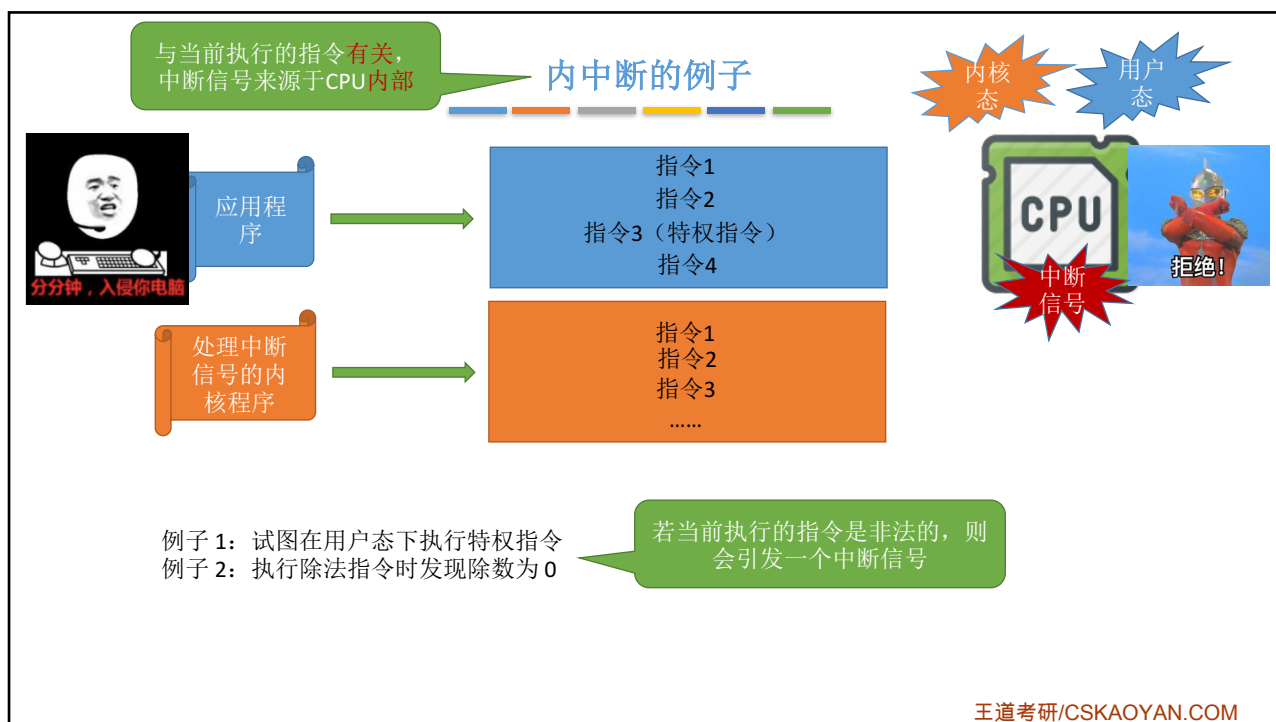 与当前执行的指令有关，
中断信号来源于CPU内部
内中断的例子
内核
态
用户
态
分分钟，入侵你电脑
应用程
序
指令1
指令2
指令3（特权指令）
指令4
CPU
拒绝！
中断
信号
处理中断
信号的内
核程序
指令1
指令2
指令3
……
例子 1：试图在用户态下执行特权指令
例子 2：执行除法指令时发现除数为 0
若当前执行的指令是非法的，则
会引发一个中断信号
王道考研/CSKAOYAN.COM